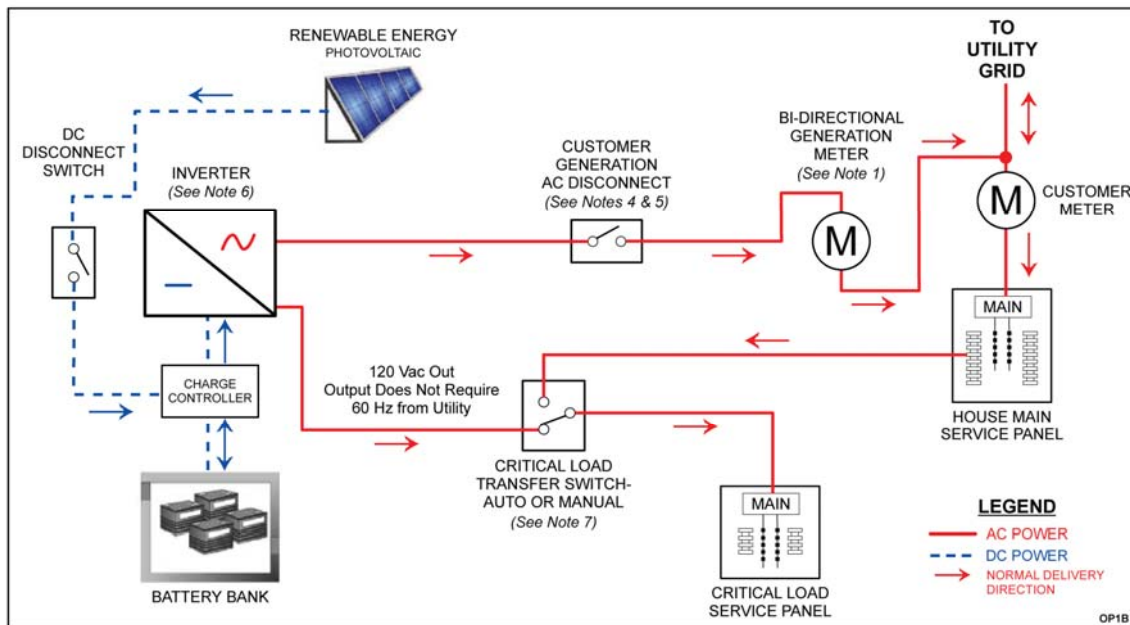 RENEWABLE ENERGY
PHOTOVOLTAIC
TO
UTILITY
GRID
DC
DISCONNECT
SWITCH
INVERTER
(See Note 6)
CUSTOMER
GENERATION
AC DISCONNECT
(See Notes 4 & 5)
BI-DIRECTIONAL
GENERATION
METER
(See Note 1)
M
M
CUSTOMER
METER
MAIN
HOUSE MAIN
SERVICE PANEL
CHARGE
CONTROLLER
120 Vac Out
Output Does Not Require
60 Hz from Utility
CRITICAL LOAD
TRANSFER SWITCH-
AUTO OR MANUAL
(See Note 7)
BATTERY BANK
MAIN
CRITICAL LOAD
SERVICE PANEL
LEGEND
AC POWER
DC POWER
NORMAL DELIVERY
DIRECTION
OP1B